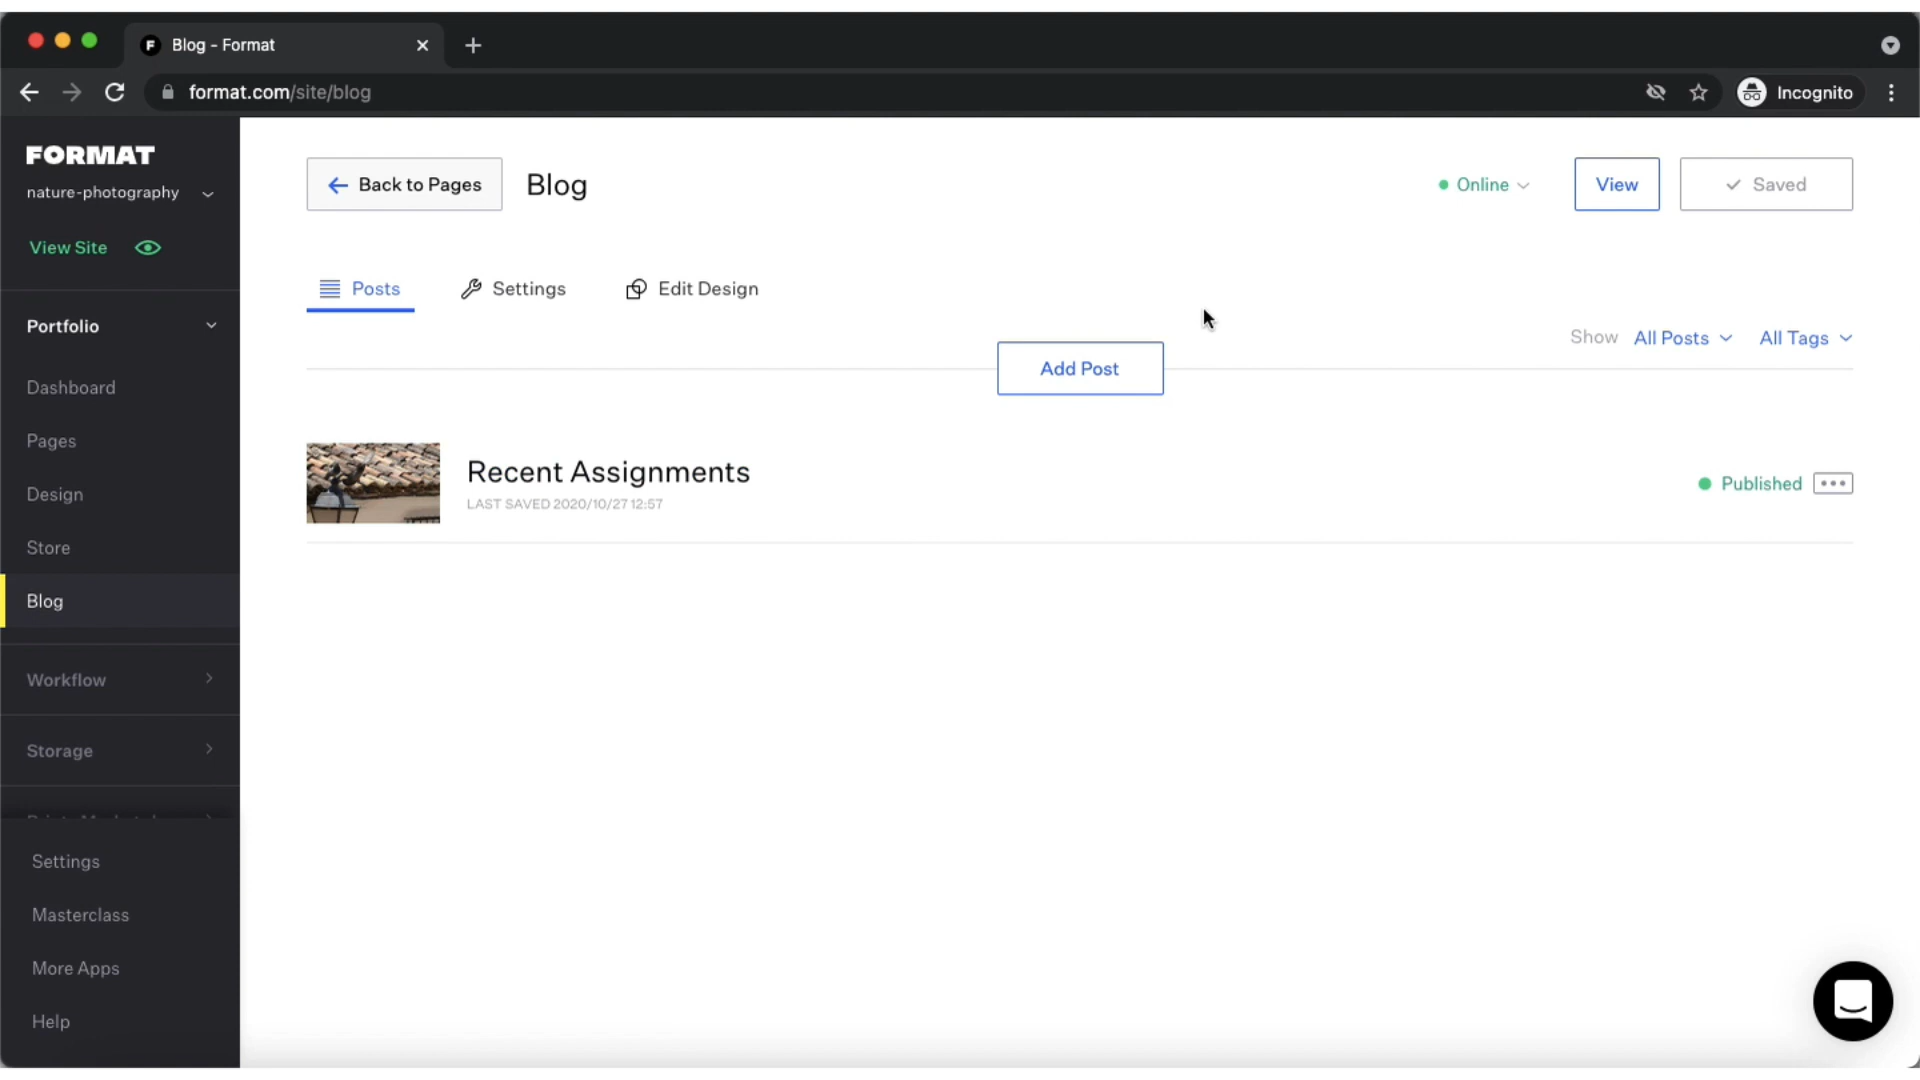 Blog - Format
format.com/site/blog
Incognito
FORMAT
nature-photography
View Site
Portfolio
Dashboard
Pages
Design
Store
Blog
Workflow
Storage
Settings
Masterclass
More Apps
Help
Back to Pages
Blog
Online
View
Saved
Posts
Settings
Edit Design
Show All Posts All Tags
Add Post
Recent Assignments
LAST SAVED 2020/10/27 12:57
Published